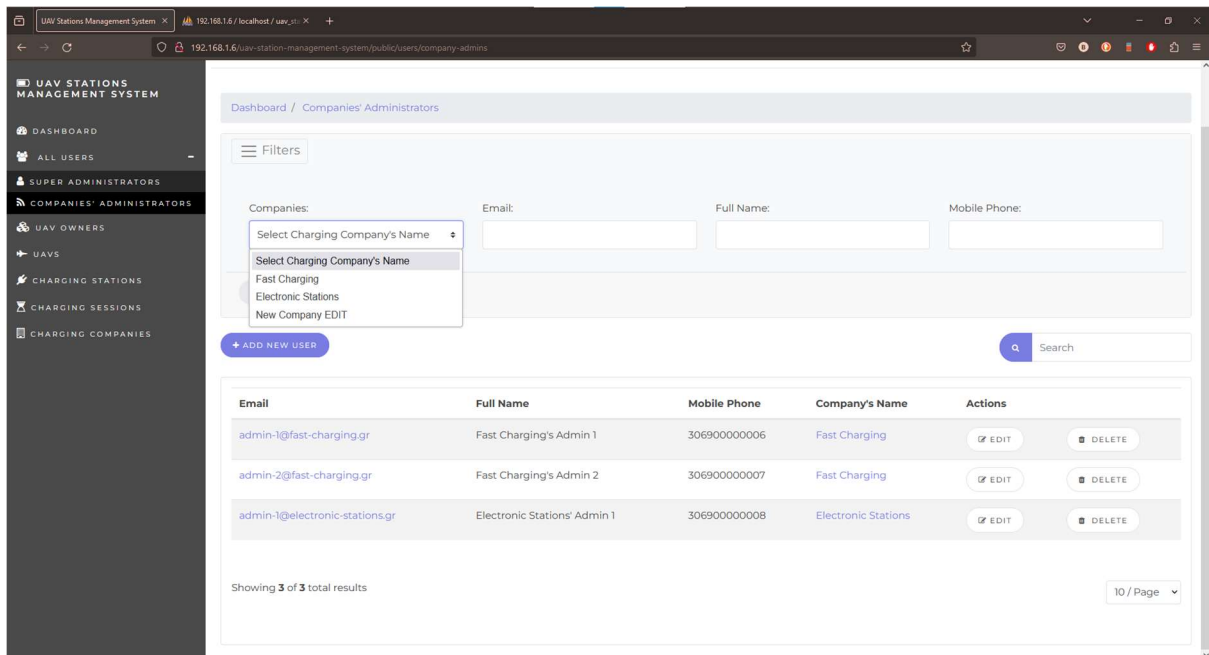 UAV Stations Management System
192.168.1.6 / localhost / uav_st
192.168.1.6/uav-station-management-system/public/users/company-admins
UAV STATIONS
MANAGEMENT SYSTEM
DASHBOARD
ALL USERS
SUPER ADMINISTRATORS
COMPANIES' ADMINISTRATORS
UAV OWNERS
UAVS
CHARGING STATIONS
CHARGING SESSIONS
CHARGING COMPANIES
Dashboard / Companies' Administrators
Filters
Companies: Email: Full Name: Mobile Phone:
Select Charging Company's Name
Select Charging Company's Name
Fast Charging
Electronic Stations
New Company EDIT
+ ADD NEW USER
Search
Email Full Name Mobile Phone Company's Name Actions
admin-1@fast-charging.gr Fast Charging's Admin 1 306900000006 Fast Charging EDIT DELETE
admin-2@fast-charging.gr Fast Charging's Admin 2 306900000007 Fast Charging EDIT DELETE
admin-1@electronic-stations.gr Electronic Stations' Admin 1 306900000008 Electronic Stations EDIT DELETE
Showing 3 of 3 total results
10 / Page